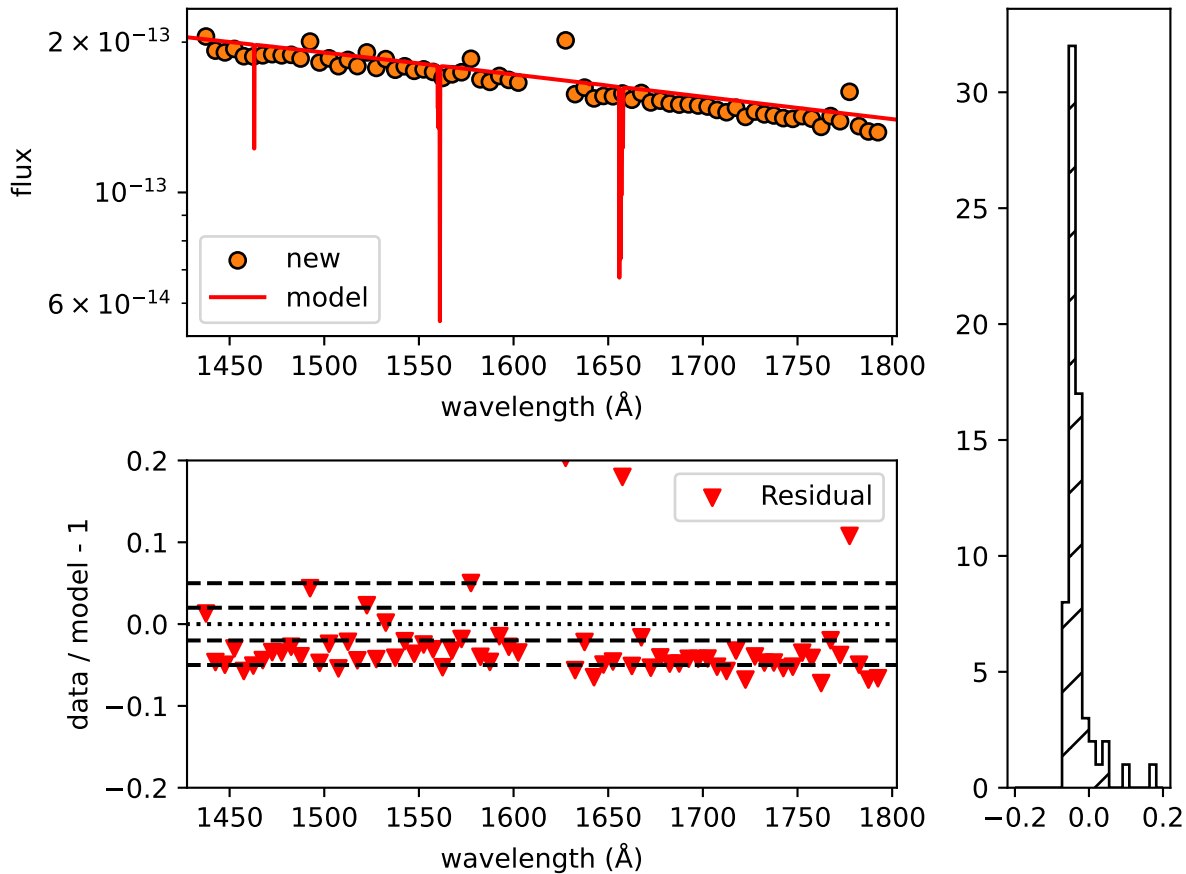 2 × 10⁻¹³
10⁻¹³
6 × 10⁻¹⁴
flux
new
model
1450 1500 1550 1600 1650 1700 1750 1800
wavelength (Å)
0.2
0.1
0.0
−0.1
−0.2
data / model - 1
Residual
1450 1500 1550 1600 1650 1700 1750 1800
wavelength (Å)
30
25
20
15
10
5
0
−0.2 0.0 0.2